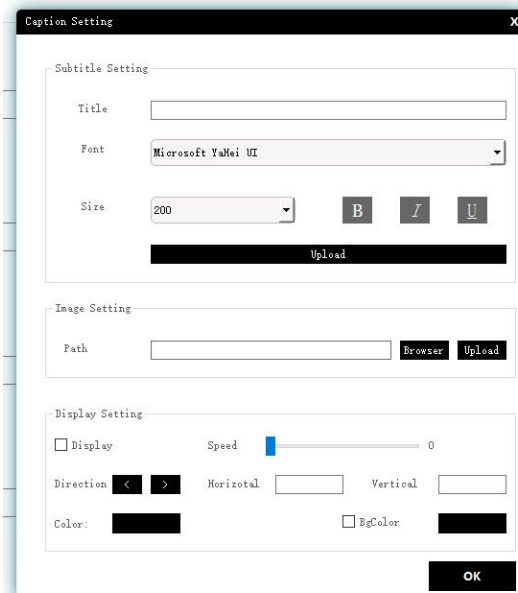 Caption Setting X
Subtitle Setting
Title
Font Microsoft YaHei UI
Size 200 B I U
Upload
Image Setting
Path Browser Upload
Display Setting
Display Speed 0
Direction < > Horizotal Vertical
Color: BgColor
OK